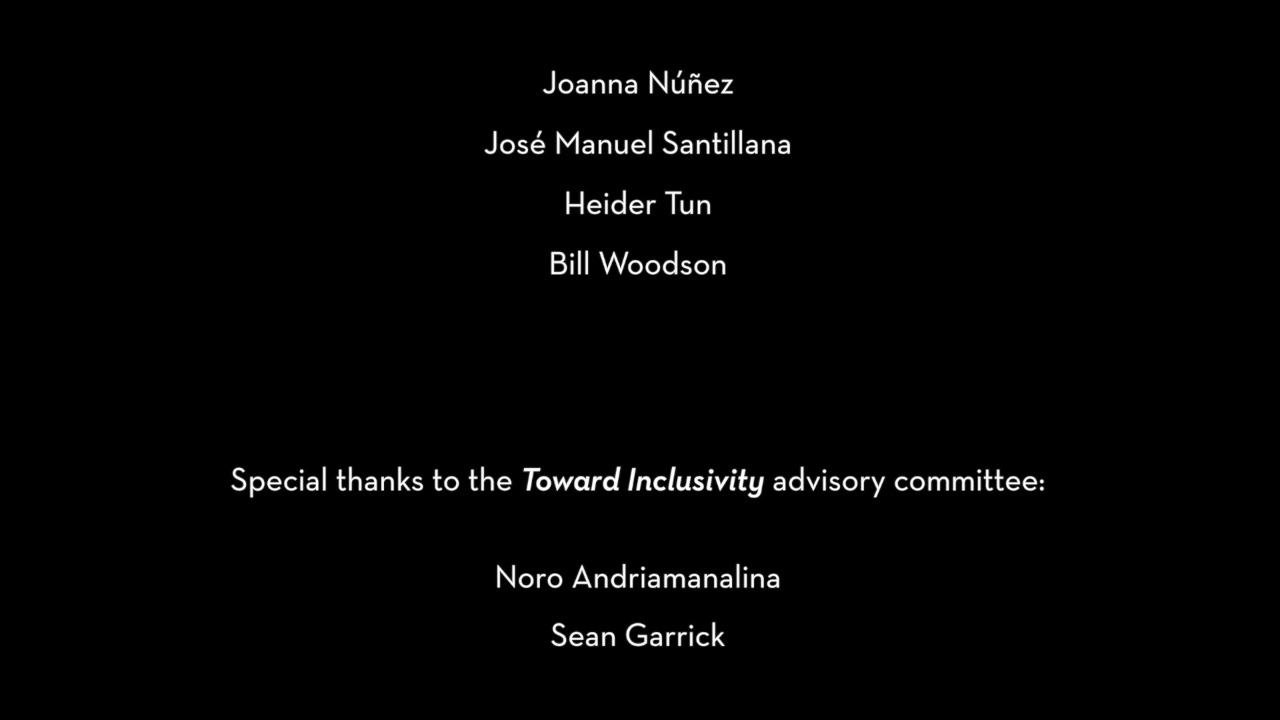 Joanna Núñez
José Manuel Santillana
Heider Tun
Bill Woodson
Special thanks to the Toward Inclusivity advisory committee:
Noro Andriamanalina
Sean Garrick